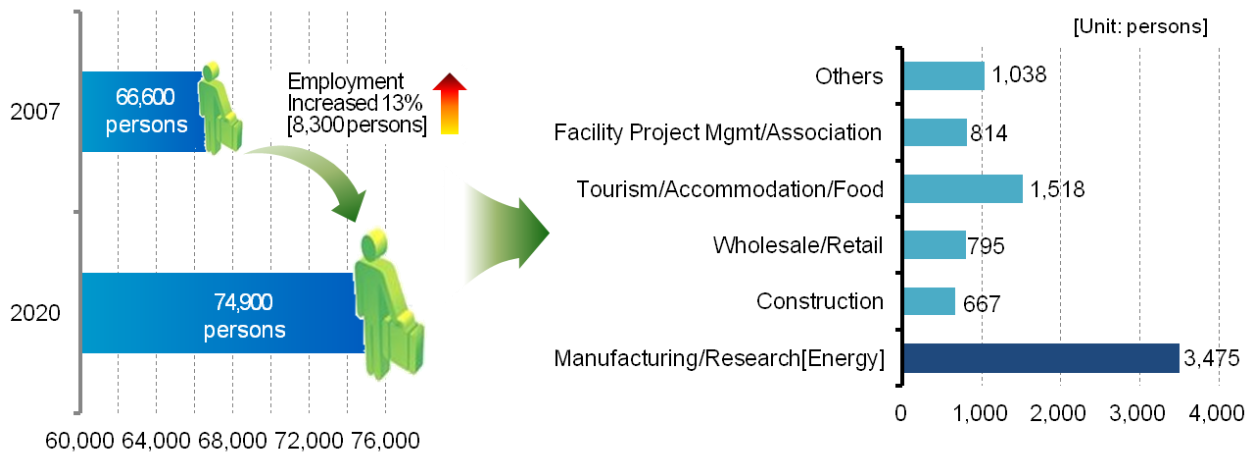 2007
66,600
persons
Employment
Increased 13%
[8,300 persons]
2020
74,900
persons
60,000 64,000 68,000 72,000 76,000
[Unit: persons]
Others 1,038
Facility Project Mgmt/Association 814
Tourism/Accommodation/Food 1,518
Wholesale/Retail 795
Construction 667
Manufacturing/Research[Energy] 3,475
0 1,000 2,000 3,000 4,000